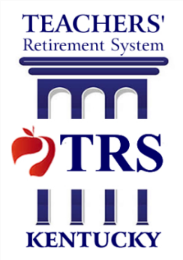 TEACHERS'
Retirement System
TRS
KENTUCKY